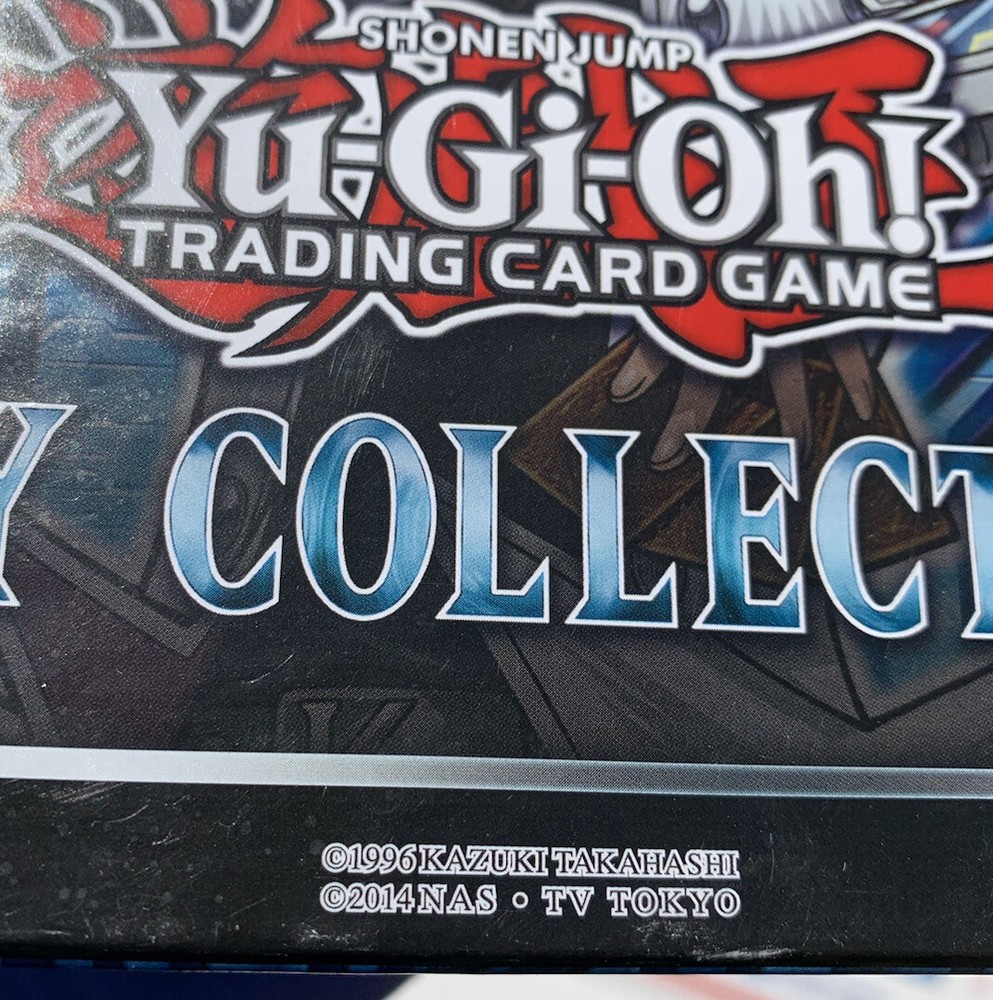 SHONEN JUMP
Yu-Gi-Oh!
TRADING CARD GAME
Y COLLECT
©1996 KAZUKI TAKAHASHI
©2014 NAS • TV TOKYO